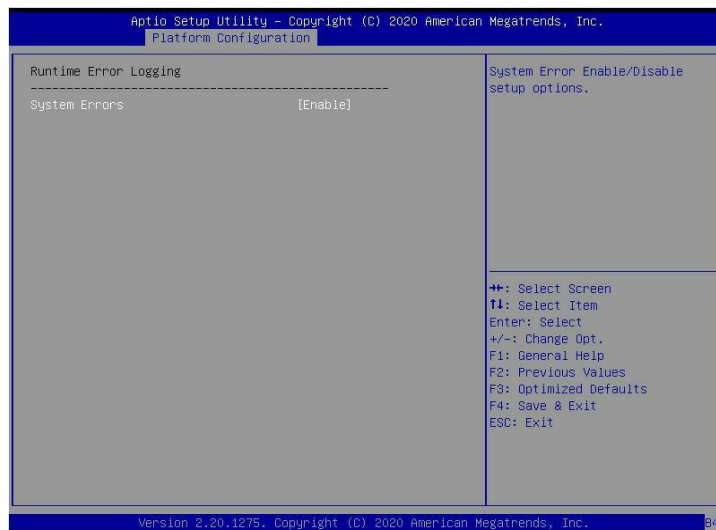 Aptio Setup Utility – Copyright (C) 2020 American Megatrends, Inc.
Platform Configuration
Runtime Error Logging
------------------------------------------------
System Errors [Enable]
System Error Enable/Disable
setup options.
→←: Select Screen
↑↓: Select Item
Enter: Select
+/-: Change Opt.
F1: General Help
F2: Previous Values
F3: Optimized Defaults
F4: Save & Exit
ESC: Exit
Version 2.20.1275. Copyright (C) 2020 American Megatrends, Inc.